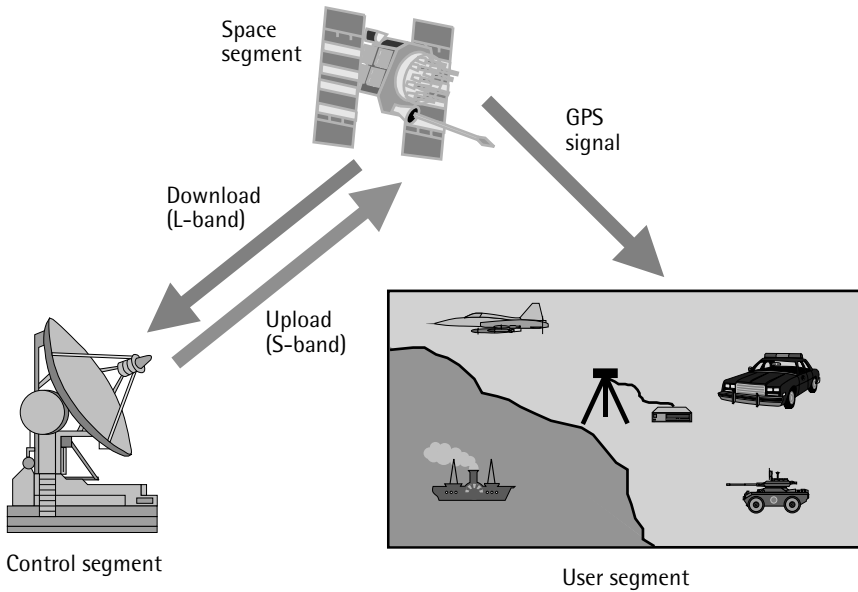 Space
segment
GPS
signal
Download
(L-band)
Upload
(S-band)
Control segment
User segment